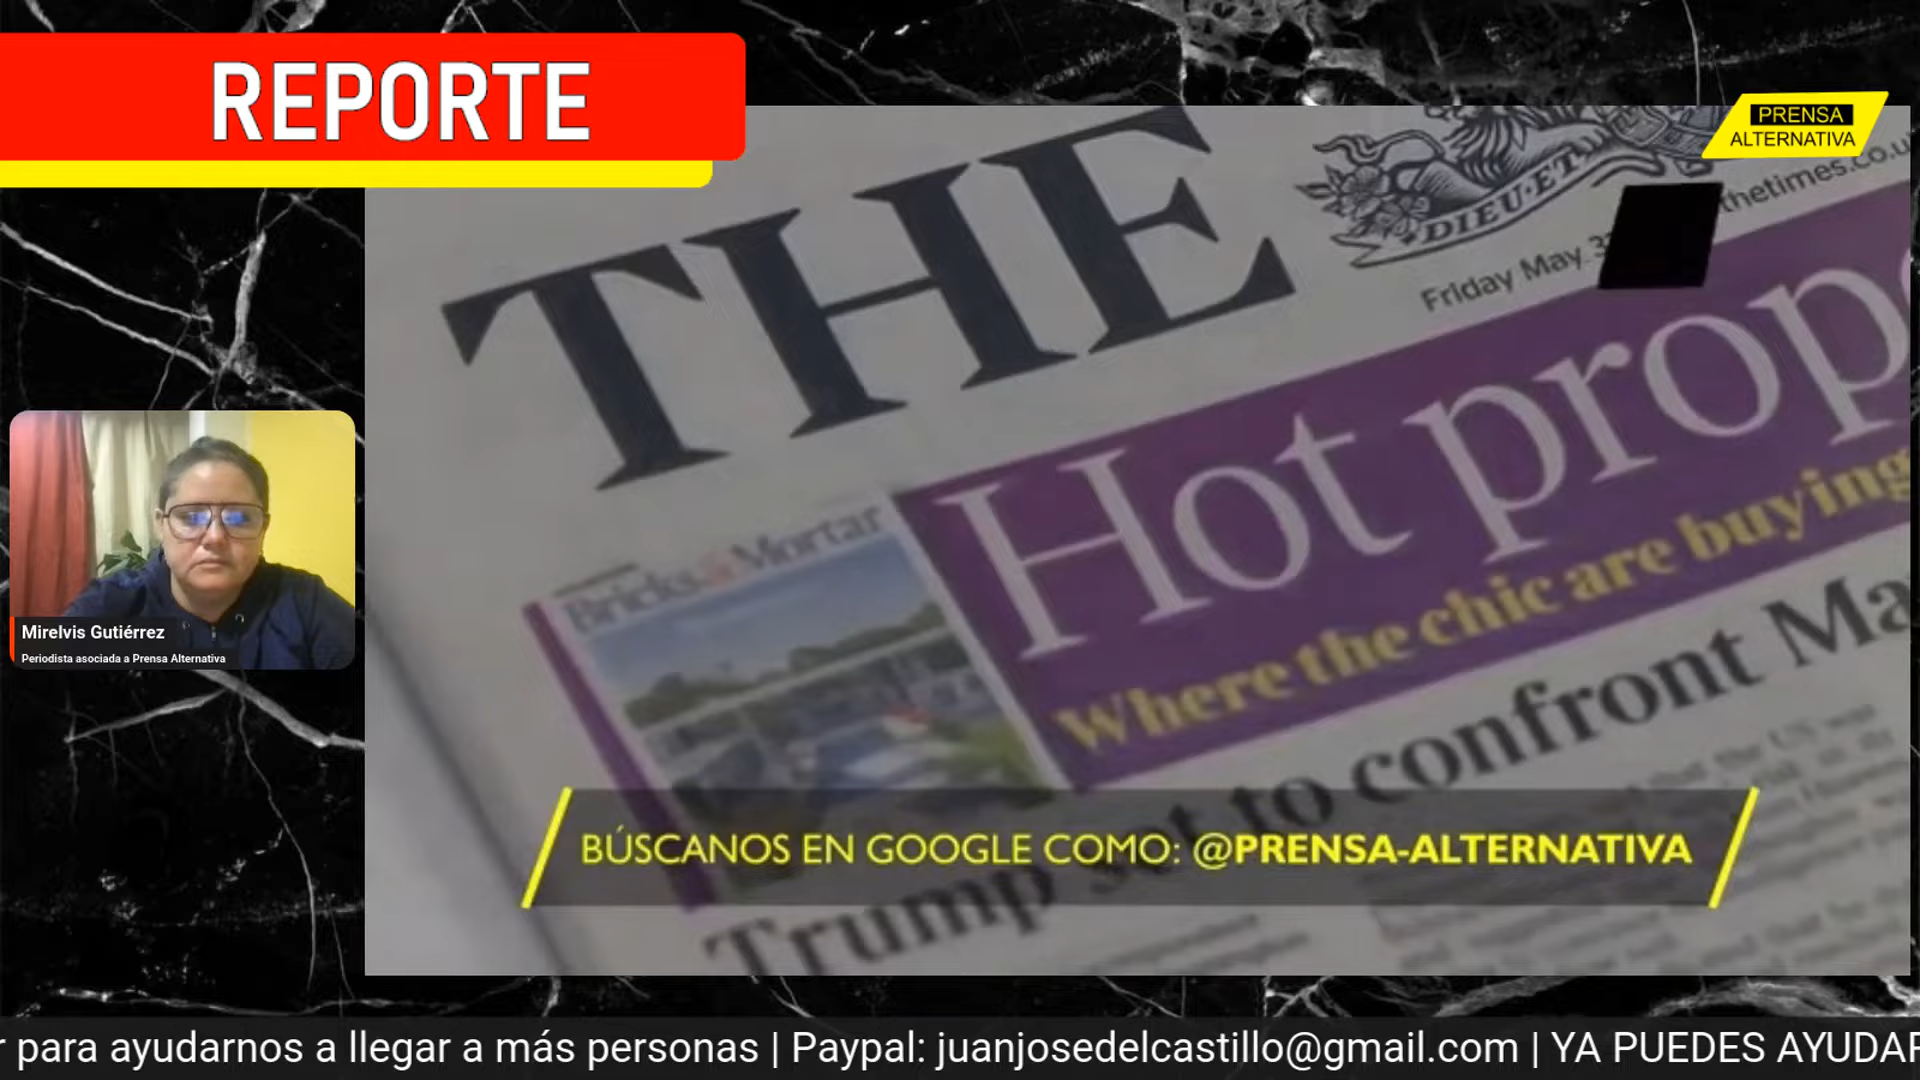 REPORTE
PRENSA
ALTERNATIVA
THE
DIEU·ET
thetimes.co.u
Friday May 3
Hot prop
Bricks & Mortar
Where the chic are buying
Trump set to confront Ma
BÚSCANOS EN GOOGLE COMO: @PRENSA-ALTERNATIVA
Mirelvis Gutiérrez
Periodista asociada a Prensa Alternativa
r para ayudarnos a llegar a más personas | Paypal: juanjosedelcastillo@gmail.com | YA PUEDES AYUDAR